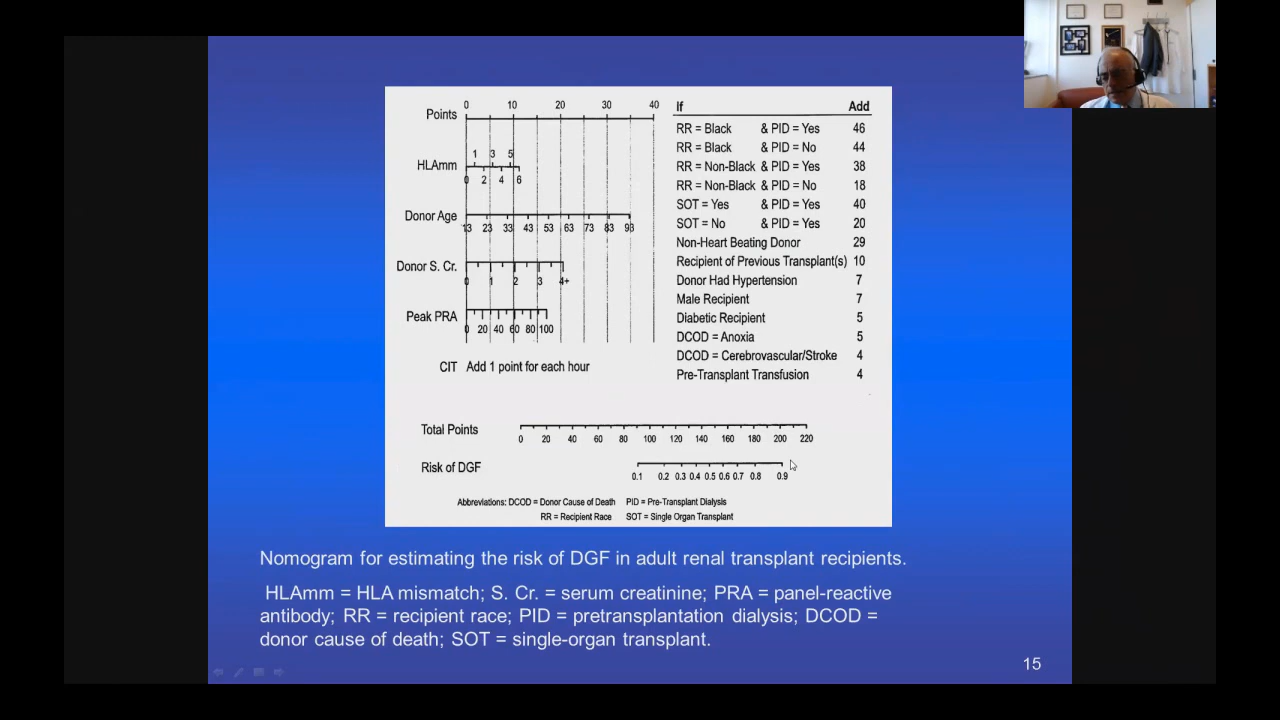 Points 0 10 20 30 40
HLAmm 1 3 5
0 2 4 6
Donor Age 13 23 33 43 53 63 73 83 93
Donor S. Cr. 0 1 2 3 4+
Peak PRA 0 20 40 60 80 100
CIT Add 1 point for each hour
If Add
RR = Black & PID = Yes 46
RR = Black & PID = No 44
RR = Non-Black & PID = Yes 38
RR = Non-Black & PID = No 18
SOT = Yes & PID = Yes 40
SOT = No & PID = Yes 20
Non-Heart Beating Donor 29
Recipient of Previous Transplant(s) 10
Donor Had Hypertension 7
Male Recipient 7
Diabetic Recipient 5
DCOD = Anoxia 5
DCOD = Cerebrovascular/Stroke 4
Pre-Transplant Transfusion 4
Total Points 0 20 40 60 80 100 120 140 160 180 200 220
Risk of DGF 0.1 0.2 0.3 0.4 0.5 0.6 0.7 0.8 0.9
Abbreviations: DCOD = Donor Cause of Death PID = Pre-Transplant Dialysis
RR = Recipient Race SOT = Single Organ Transplant
Nomogram for estimating the risk of DGF in adult renal transplant recipients.
HLAmm = HLA mismatch; S. Cr. = serum creatinine; PRA = panel-reactive
antibody; RR = recipient race; PID = pretransplantation dialysis; DCOD =
donor cause of death; SOT = single-organ transplant.
15